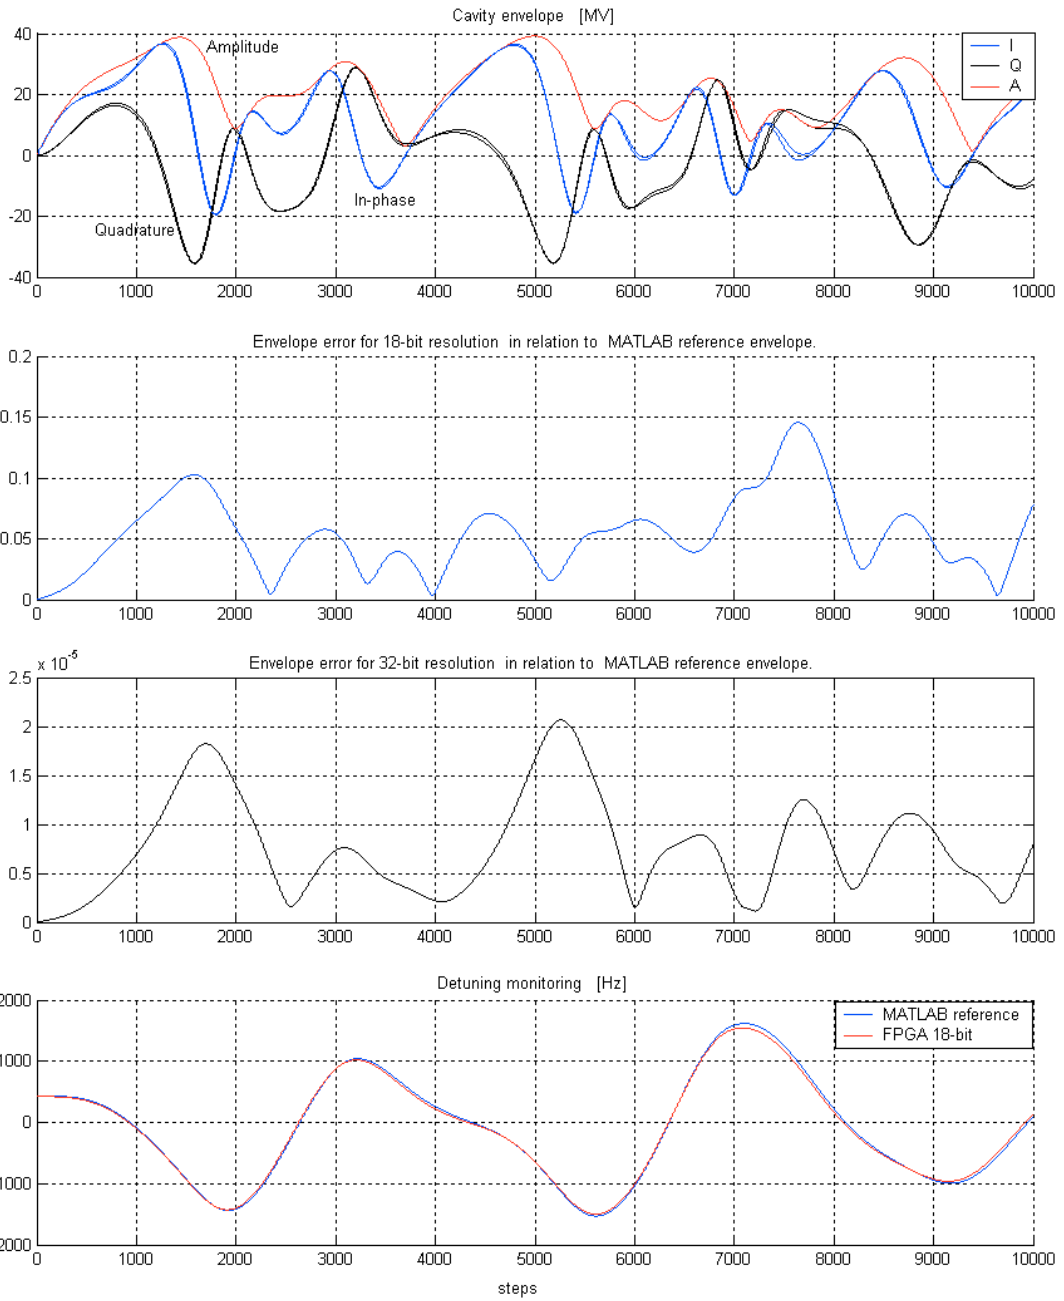 Cavity envelope [MV]
40
20
0
-20
-40
Amplitude
Quadrature
In-phase
I
Q
A
0 1000 2000 3000 4000 5000 6000 7000 8000 9000 10000
Envelope error for 18-bit resolution in relation to MATLAB reference envelope.
0.2
0.15
0.1
0.05
0
0 1000 2000 3000 4000 5000 6000 7000 8000 9000 10000
x 10-5
Envelope error for 32-bit resolution in relation to MATLAB reference envelope.
2.5
2
1.5
1
0.5
0
0 1000 2000 3000 4000 5000 6000 7000 8000 9000 10000
Detuning monitoring [Hz]
2000
1000
0
1000
2000
MATLAB reference
FPGA 18-bit
0 1000 2000 3000 4000 5000 6000 7000 8000 9000 10000
steps